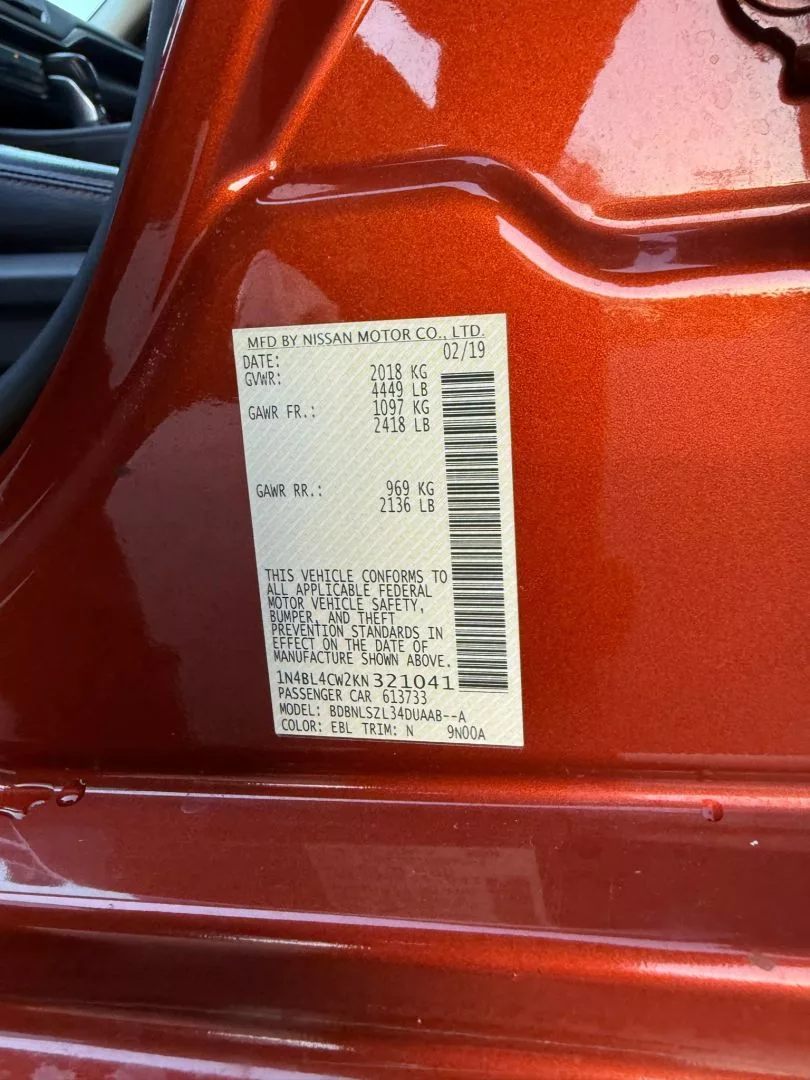 MFD BY NISSAN MOTOR CO., LTD.
DATE: 02/19
GVWR: 2018 KG
4449 LB
GAWR FR.: 1097 KG
2418 LB
GAWR RR.: 969 KG
2136 LB
THIS VEHICLE CONFORMS TO
ALL APPLICABLE FEDERAL
MOTOR VEHICLE SAFETY,
BUMPER, AND THEFT
PREVENTION STANDARDS IN
EFFECT ON THE DATE OF
MANUFACTURE SHOWN ABOVE.
1N4BL4CW2KN321041
PASSENGER CAR 613733
MODEL: BDBNLSZL34DUAAB--A
COLOR: EBL TRIM: N 9N00A